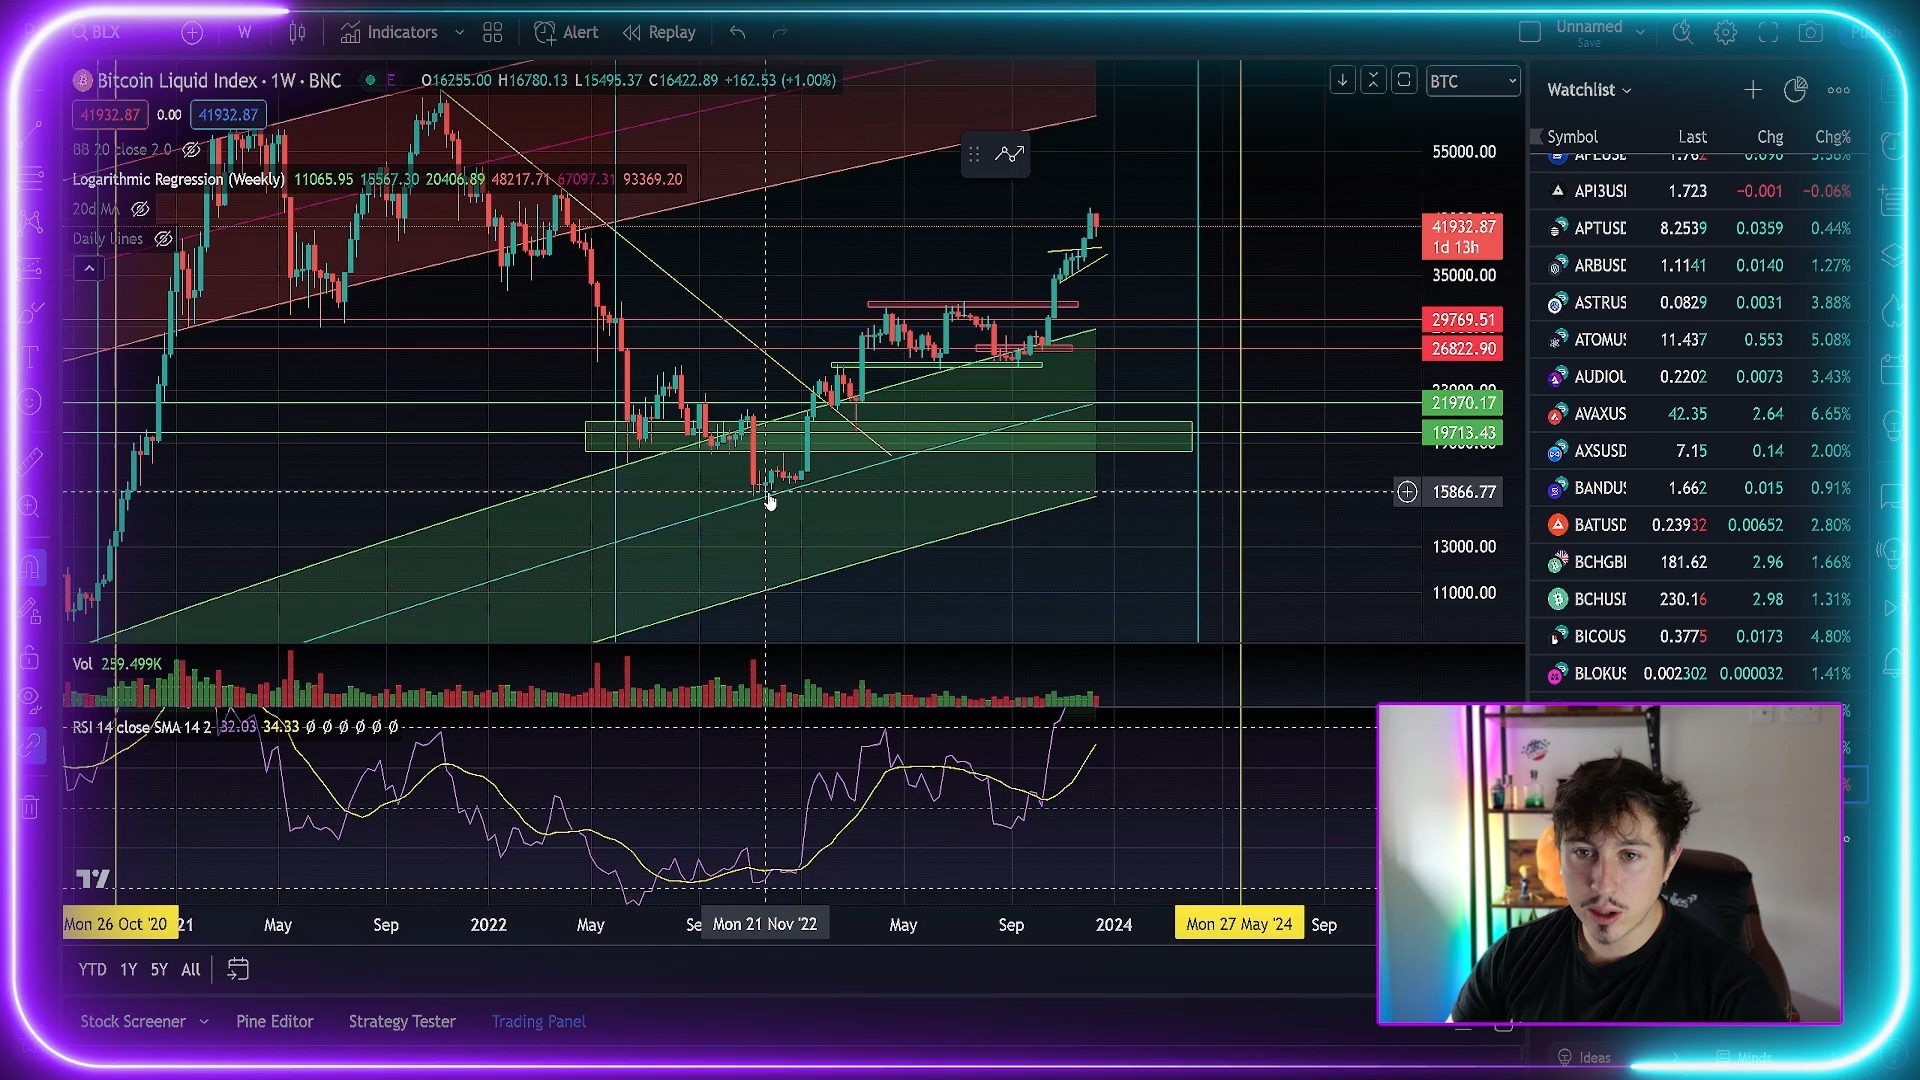 BLX W Indicators Alert Replay Unnamed
Save
Bitcoin Liquid Index · 1W · BNC E O16255.00 H16780.13 L15495.37 C16422.89 +162.53 (+1.00%) BTC
41932.87 0.00 41932.87
BB 20 close 2.0
Logarithmic Regression (Weekly) 11065.95 15567.30 20406.89 48217.71 67097.31 93369.20
20d MA
Daily Lines
55000.00
41932.87
1d 13h
35000.00
29769.51
26822.90
21970.17
19713.43
15866.77
13000.00
11000.00
Vol 259.499K
RSI 14 close SMA 14 2 32.03 34.33 Ø Ø Ø Ø Ø Ø
Mon 26 Oct '20 21 May Sep 2022 May Se Mon 21 Nov '22 May Sep 2024 Mon 27 May '24 Sep
YTD 1Y 5Y All
Stock Screener Pine Editor Strategy Tester Trading Panel
Watchlist
Symbol Last Chg Chg%
API3USI 1.723 −0.001 −0.06%
APTUSD 8.2539 0.0359 0.44%
ARBUSD 1.1141 0.0140 1.27%
ASTRUS 0.0829 0.0031 3.88%
ATOMUS 11.437 0.553 5.08%
AUDIOU 0.2202 0.0073 3.43%
AVAXUS 42.35 2.64 6.65%
AXSUSD 7.15 0.14 2.00%
BANDUS 1.662 0.015 0.91%
BATUSD 0.23932 0.00652 2.80%
BCHGBI 181.62 2.96 1.66%
BCHUSI 230.16 2.98 1.31%
BICOUS 0.3775 0.0173 4.80%
BLOKUS 0.002302 0.000032 1.41%
Ideas Minds